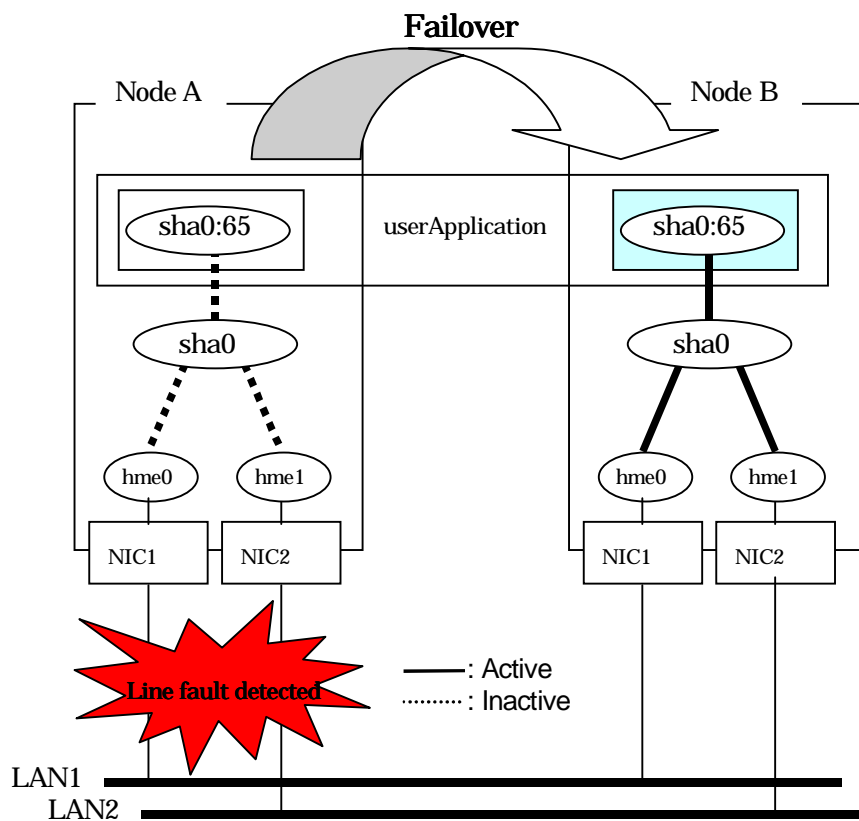 Failover
Node A
Node B
sha0:65
userApplication
sha0:65
sha0
sha0
hme0
hme1
hme0
hme1
NIC1
NIC2
NIC1
NIC2
Line fault detected
: Active
: Inactive
LAN1
LAN2